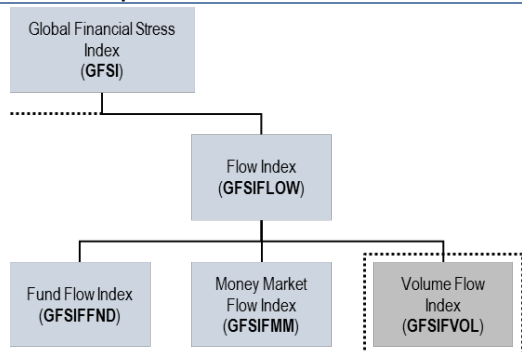 Global Financial Stress
Index
(GFSI)
Flow Index
(GFSIFLOW)
Fund Flow Index
(GFSIFFND)
Money Market
Flow Index
(GFSIFMM)
Volume Flow
Index
(GFSIFVOL)